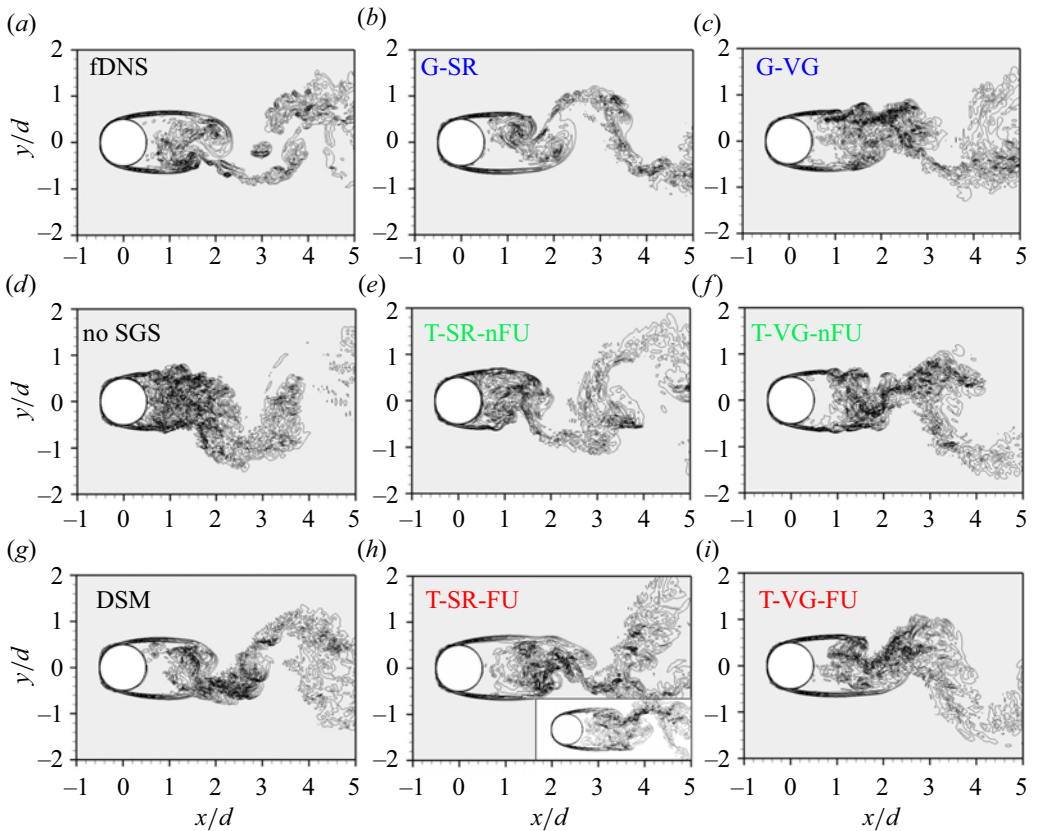 (a)
(b)
(c)
2
1
0
−1
−2
y/d
fDNS
−1 0 1 2 3 4 5
2
1
0
−1
−2
G-SR
−1 0 1 2 3 4 5
2
1
0
−1
−2
G-VG
−1 0 1 2 3 4 5
(d)
(e)
(f)
2
1
0
−1
−2
y/d
no SGS
−1 0 1 2 3 4 5
2
1
0
−1
−2
T-SR-nFU
−1 0 1 2 3 4 5
2
1
0
−1
−2
T-VG-nFU
−1 0 1 2 3 4 5
(g)
(h)
(i)
2
1
0
−1
−2
y/d
DSM
−1 0 1 2 3 4 5
x/d
2
1
0
−1
−2
T-SR-FU
−1 0 1 2 3 4 5
x/d
2
1
0
−1
−2
T-VG-FU
−1 0 1 2 3 4 5
x/d